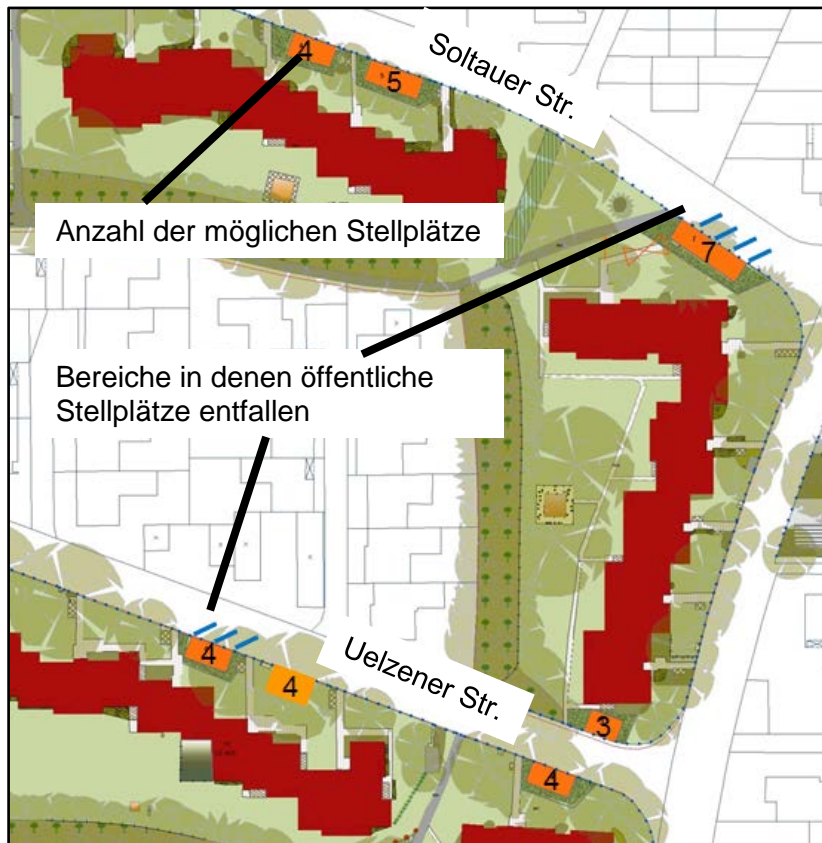 4
5
Soltauer Str.
Anzahl der möglichen Stellplätze
7
Bereiche in denen öffentliche
Stellplätze entfallen
4
4
Uelzener Str.
3
4